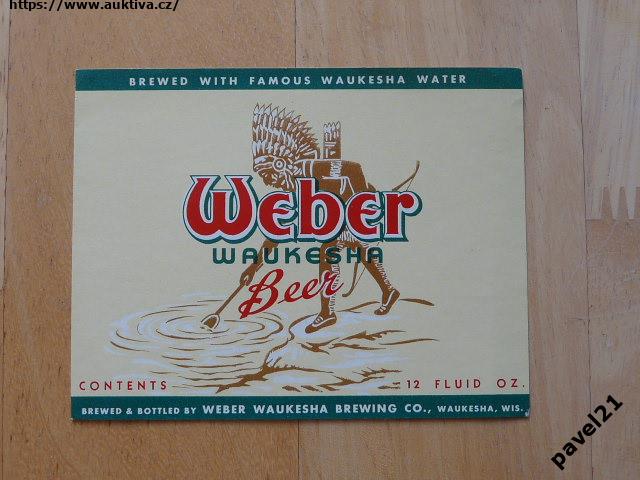 https://www.auktiva.cz/
BREWED WITH FAMOUS WAUKESHA WATER
Weber
WAUKESHA
Beer
CONTENTS 12 FLUID OZ.
BREWED & BOTTLED BY WEBER WAUKESHA BREWING CO., WAUKESHA, WIS.
pavel21